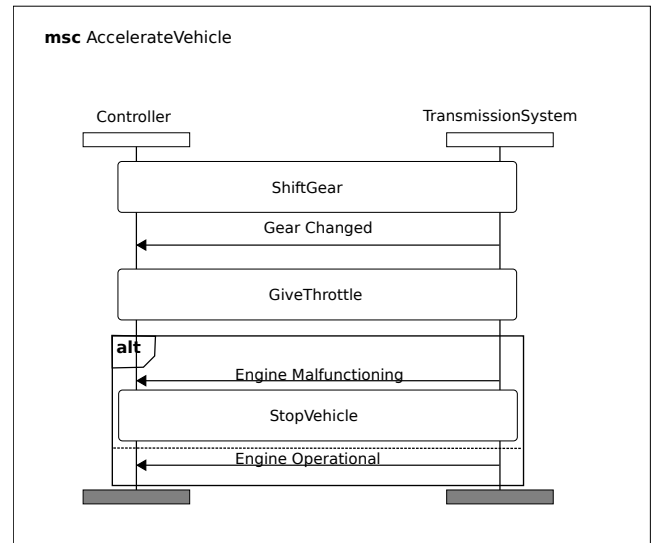 msc AccelerateVehicle
Controller
TransmissionSystem
ShiftGear
Gear Changed
GiveThrottle
alt
Engine Malfunctioning
StopVehicle
Engine Operational